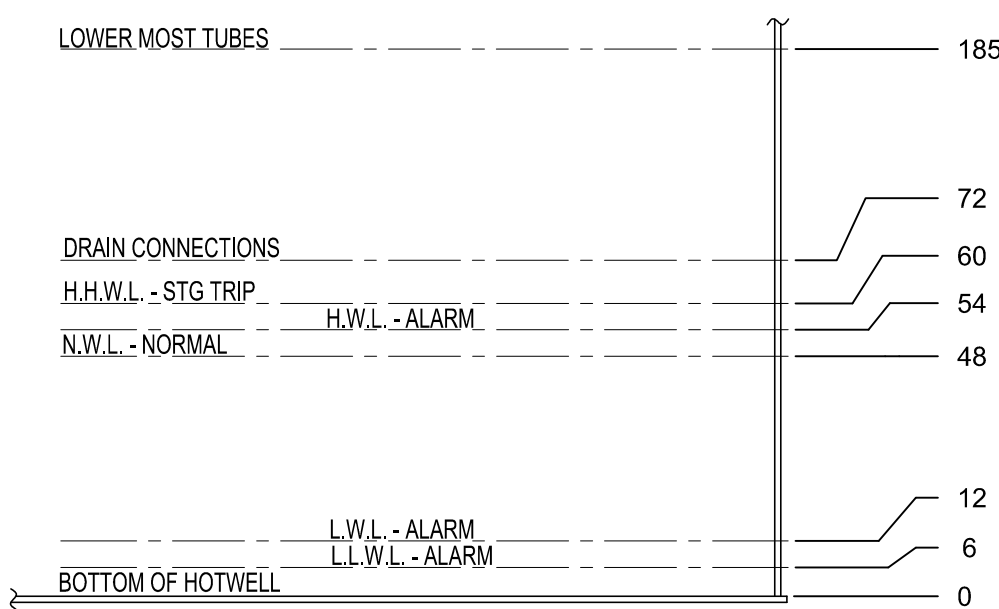 LOWER MOST TUBES 185
72
DRAIN CONNECTIONS
60
H.H.W.L. - STG TRIP
54
H.W.L. - ALARM
N.W.L. - NORMAL 48
12
L.W.L. - ALARM
6
L.L.W.L. - ALARM
BOTTOM OF HOTWELL 0